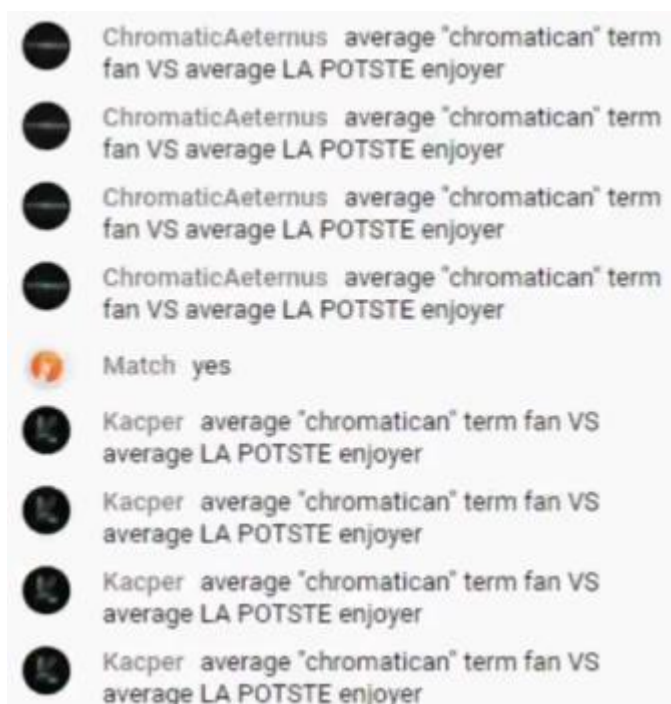 ChromaticAeternus average "chromatican" term
fan VS average LA POTSTE enjoyer
ChromaticAeternus average "chromatican" term
fan VS average LA POTSTE enjoyer
ChromaticAeternus average "chromatican" term
fan VS average LA POTSTE enjoyer
ChromaticAeternus average "chromatican" term
fan VS average LA POTSTE enjoyer
Match yes
Kacper average "chromatican" term fan VS
average LA POTSTE enjoyer
Kacper average "chromatican" term fan VS
average LA POTSTE enjoyer
Kacper average "chromatican" term fan VS
average LA POTSTE enjoyer
Kacper average "chromatican" term fan VS
average LA POTSTE enjoyer